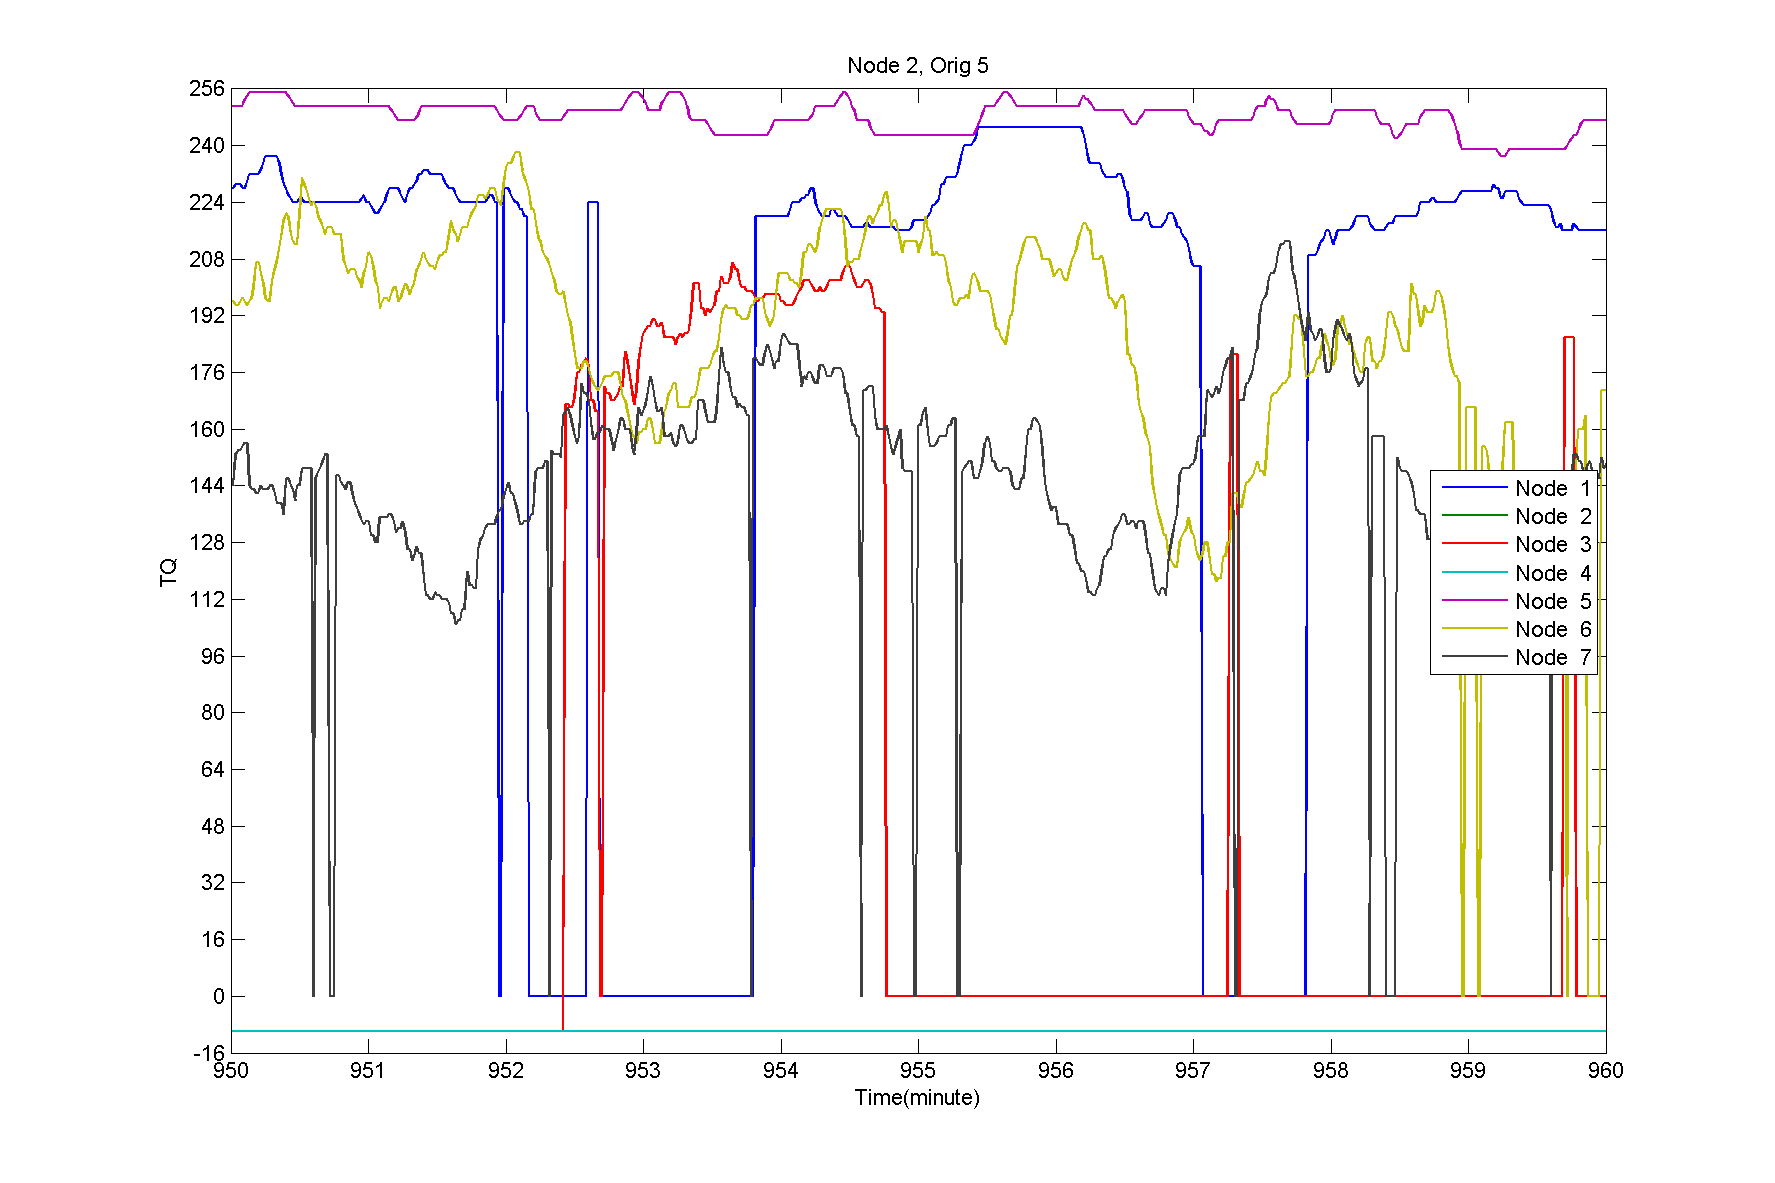 Node 2, Orig 5
256
240
224
208
192
176
160
144
128
112
96
80
64
48
32
16
0
-16
TQ
Node 1
Node 2
Node 3
Node 4
Node 5
Node 6
Node 7
950 951 952 953 954 955 956 957 958 959 960
Time(minute)